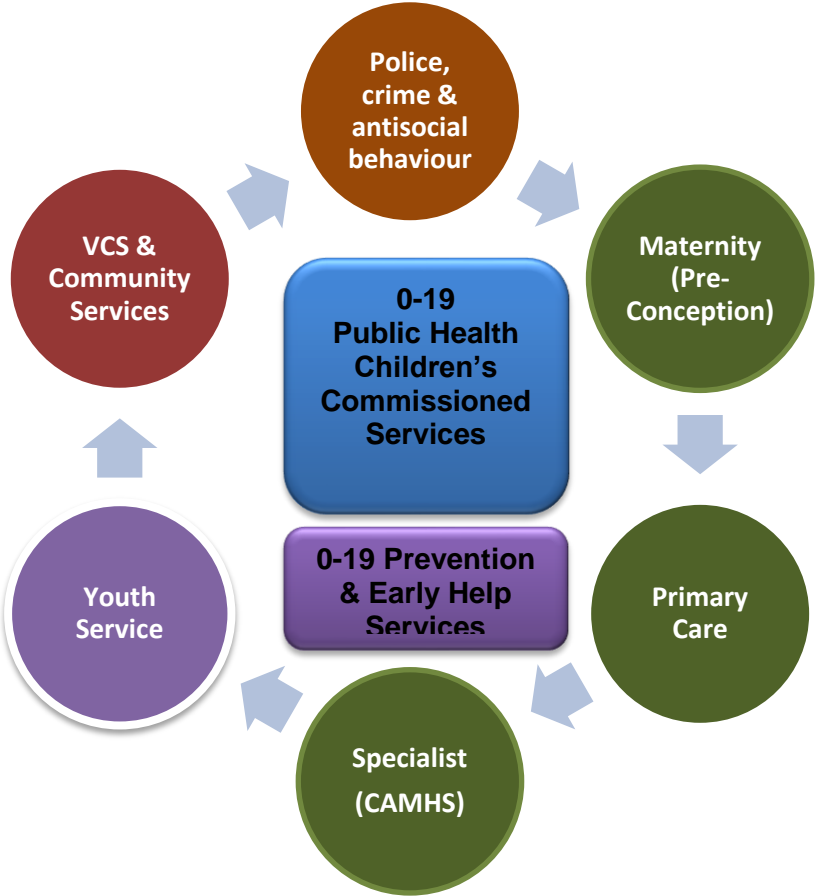 Police,
crime &
antisocial
behaviour
Maternity
(Pre-
Conception)
Primary
Care
Specialist
(CAMHS)
Youth
Service
VCS &
Community
Services
0-19
Public Health
Children’s
Commissioned
Services
0-19 Prevention
& Early Help
Services